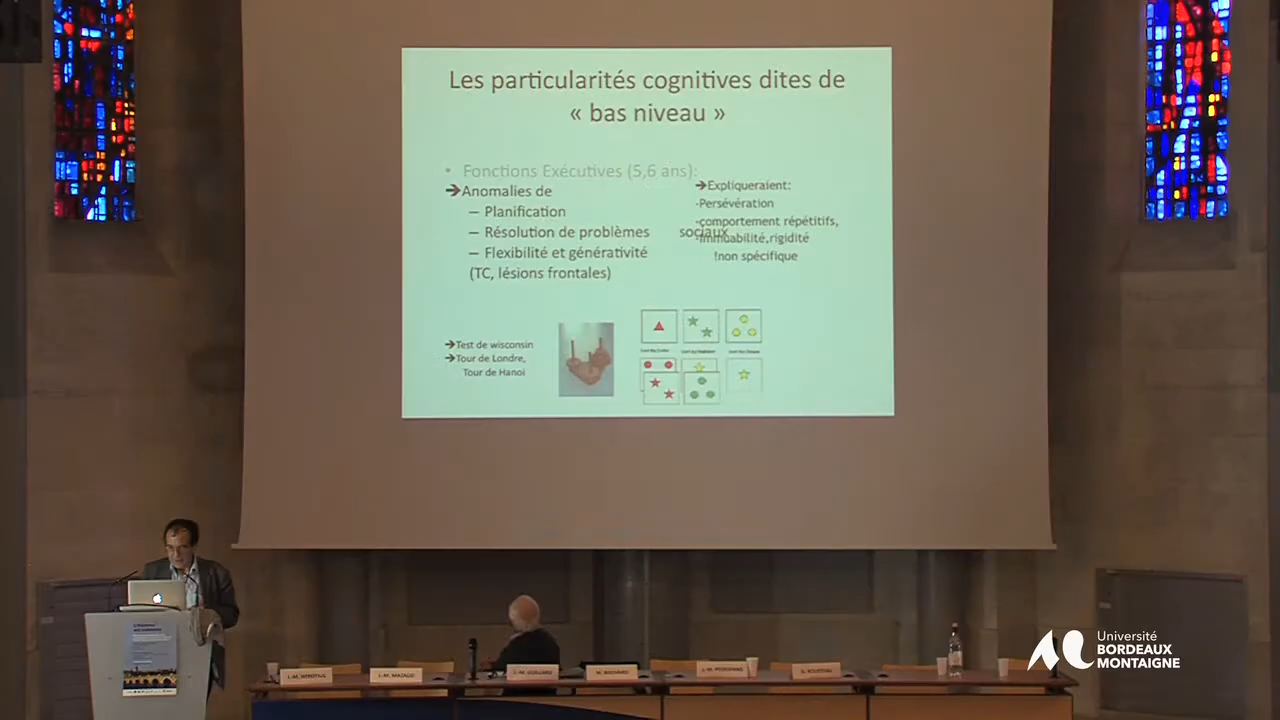 Les particularités cognitives dites de
« bas niveau »
• Fonctions Exécutives (5,6 ans):
➔Anomalies de
– Planification
– Résolution de problèmes sociaux
– Flexibilité et générativité
(TC, lésions frontales)
➔Expliqueraient:
-Persévération
-comportement répétitifs,
-immuabilité,rigidité
!non spécifique
➔Test de wisconsin
➔Tour de Londre,
Tour de Hanoi
Université
BORDEAUX
MONTAIGNE